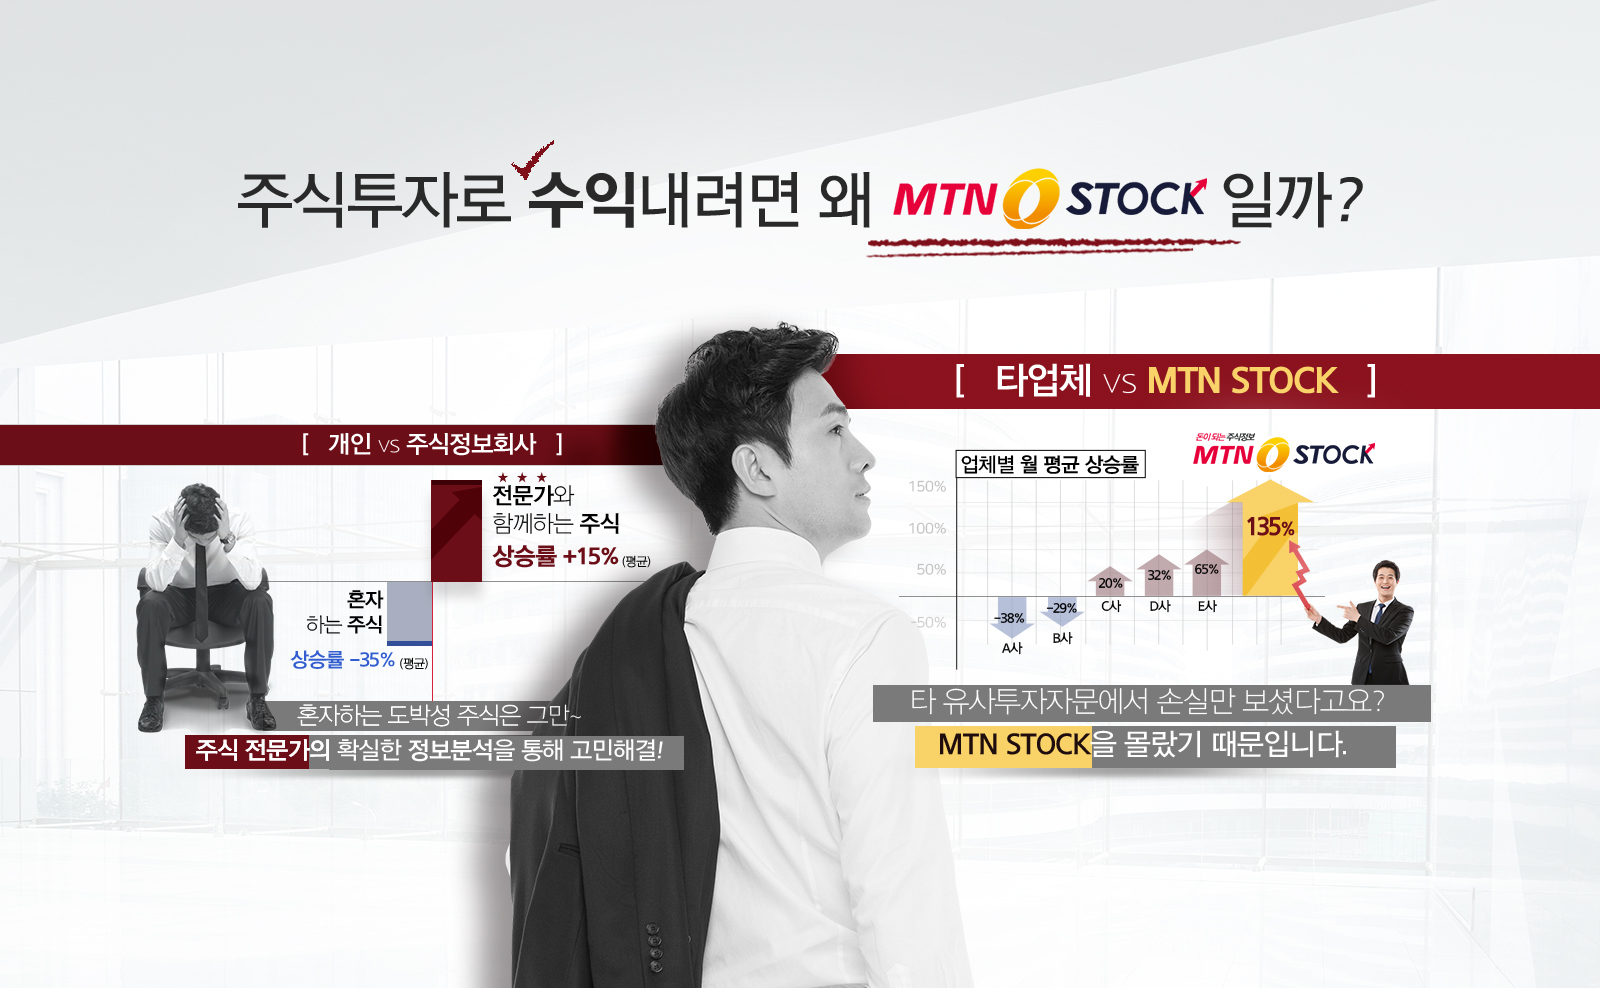 주식투자로 수익내려면 왜 MTN STOCK 일까?
[ 개인 vs 주식정보회사 ]
전문가와
함께하는 주식
상승률 +15% (평균)
혼자
하는 주식
상승률 -35% (평균)
혼자하는 도박성 주식은 그만~
주식 전문가의 확실한 정보분석을 통해 고민해결!
[ 타업체 vs MTN STOCK ]
돈이 되는 주식정보
MTN STOCK
업체별 월 평균 상승률
150%
100%
50%
-50%
-38%
A사
-29%
B사
20%
C사
32%
D사
65%
E사
135%
타 유사투자자문에서 손실만 보셨다고요?
MTN STOCK을 몰랐기 때문입니다.